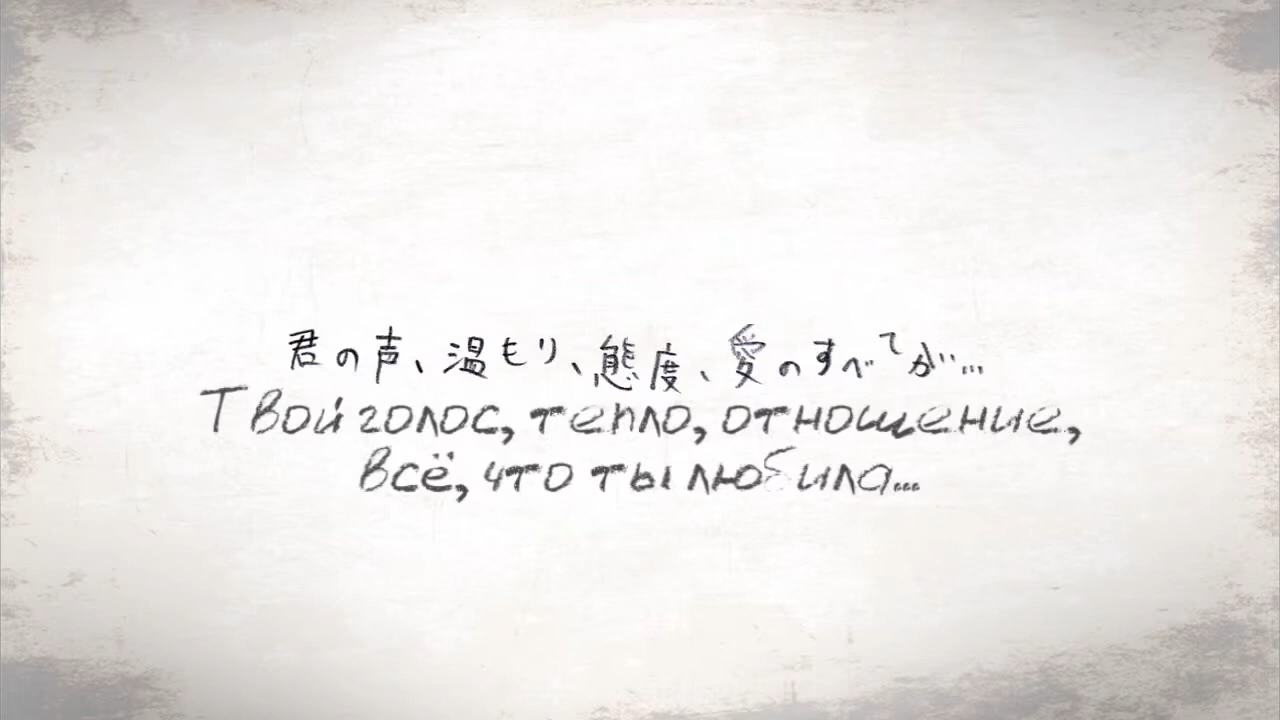 君の声、温もり、態度、愛のすべてが…
Твой голос, тепло, отношение,
всё, что ты любила...